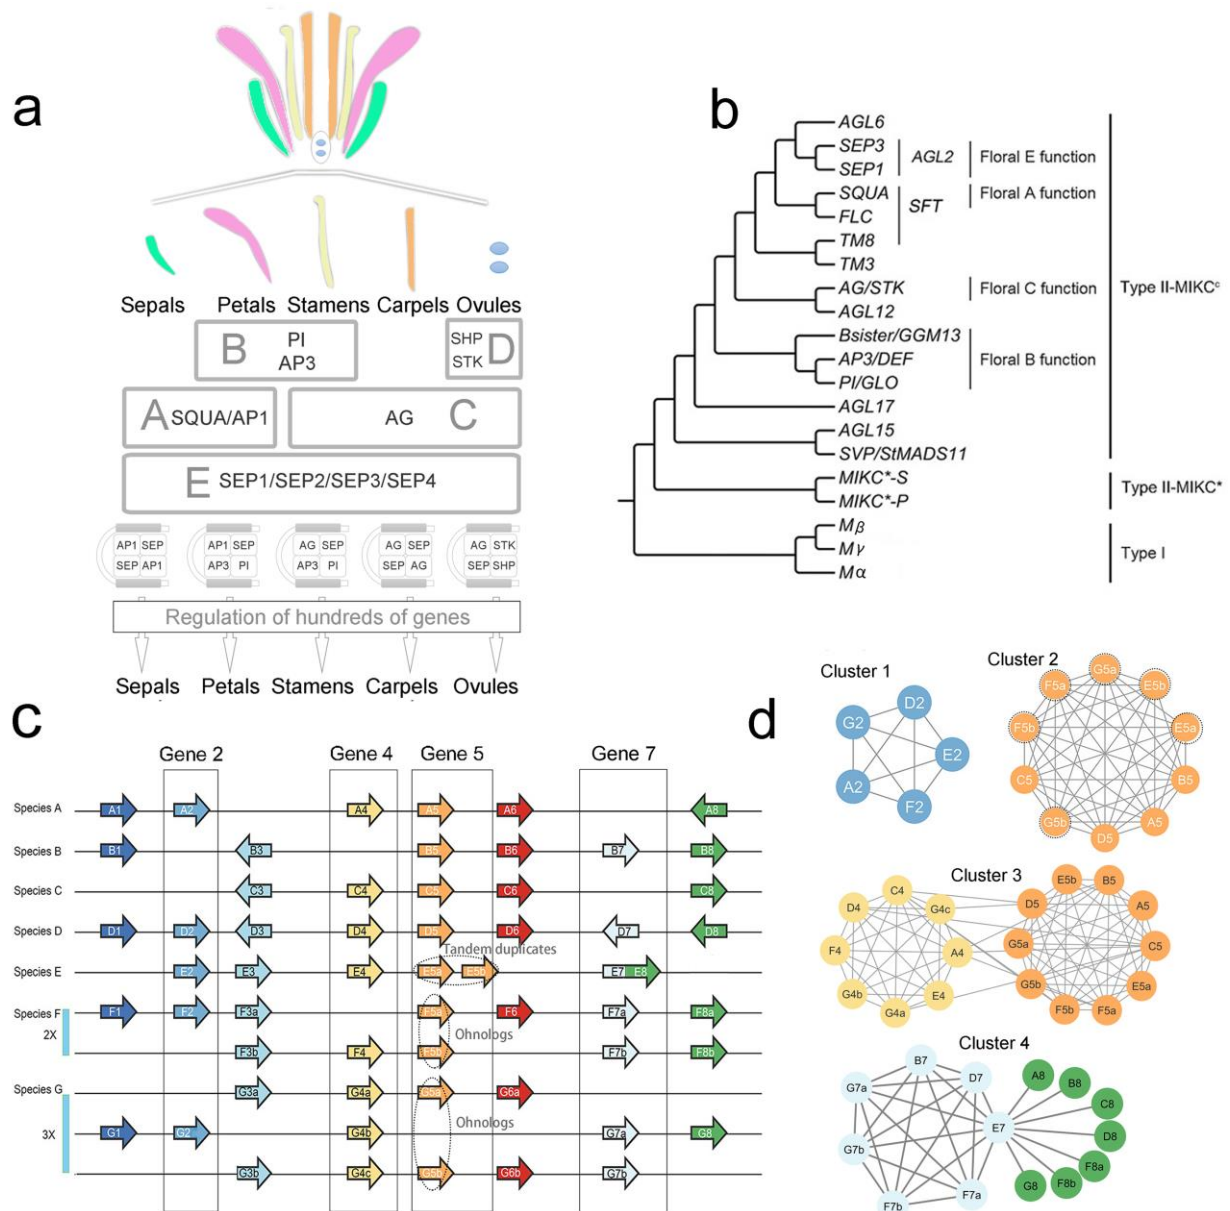 a
Sepals Petals Stamens Carpels Ovules
B PI
AP3
SHP
STK D
A SQUA/AP1
AG C
E SEP1/SEP2/SEP3/SEP4
AP1 SEP AP1 SEP AG SEP AG SEP AG STK
SEP AP1 AP3 PI AP3 PI SEP AG SEP SHP
Regulation of hundreds of genes
Sepals Petals Stamens Carpels Ovules
b
AGL6
SEP3
SEP1
AGL2
Floral E function
SQUA
FLC
SFT
Floral A function
TM8
TM3
AG/STK
Floral C function
AGL12
Bsister/GGM13
AP3/DEF
PI/GLO
Floral B function
AGL17
AGL15
SVP/StMADS11
Type II-MIKCᶜ
MIKC*-S
MIKC*-P
Type II-MIKC*
Mβ
Mγ
Mα
Type I
c
Gene 2 Gene 4 Gene 5 Gene 7
Species A A1 A2 A4 A5 A6 A8
Species B B1 B3 B5 B6 B7 B8
Species C C3 C4 C5 C6 C8
Species D D1 D2 D3 D4 D5 D6 D7 D8
Tandem duplicates
Species E E2 E3 E4 E5a E5b E7 E8
Species F F1 F2 F3a F5a F6 F7a F8a
2X
Ohnologs
F3b F4 F5b F7b F8b
Species G G3a G4a G5a G6a
Ohnologs
3X G1 G2 G4b G7a G8
G3b G4c G5b G6b G7b
d
Cluster 1
D2
G2
E2
A2
F2
Cluster 2
G5a
F5a E5b
F5b E5a
C5 B5
G5b A5
D5
Cluster 3
C4
D4 G4c
F4 A4
G4b E4
G4a
E5b B5
D5 A5
G5a C5
G5b E5a
F5b F5a
Cluster 4
B7
G7a D7
E7
G7b
F7b F7a
A8
B8
C8
D8
F8a
F8b
G8